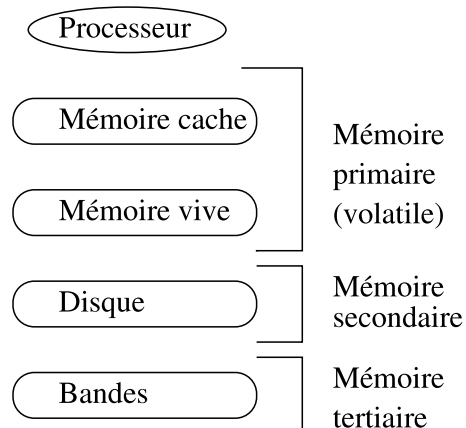 Processeur
Mémoire cache
Mémoire vive
Mémoire
primaire
(volatile)
Disque
Mémoire
secondaire
Bandes
Mémoire
tertiaire